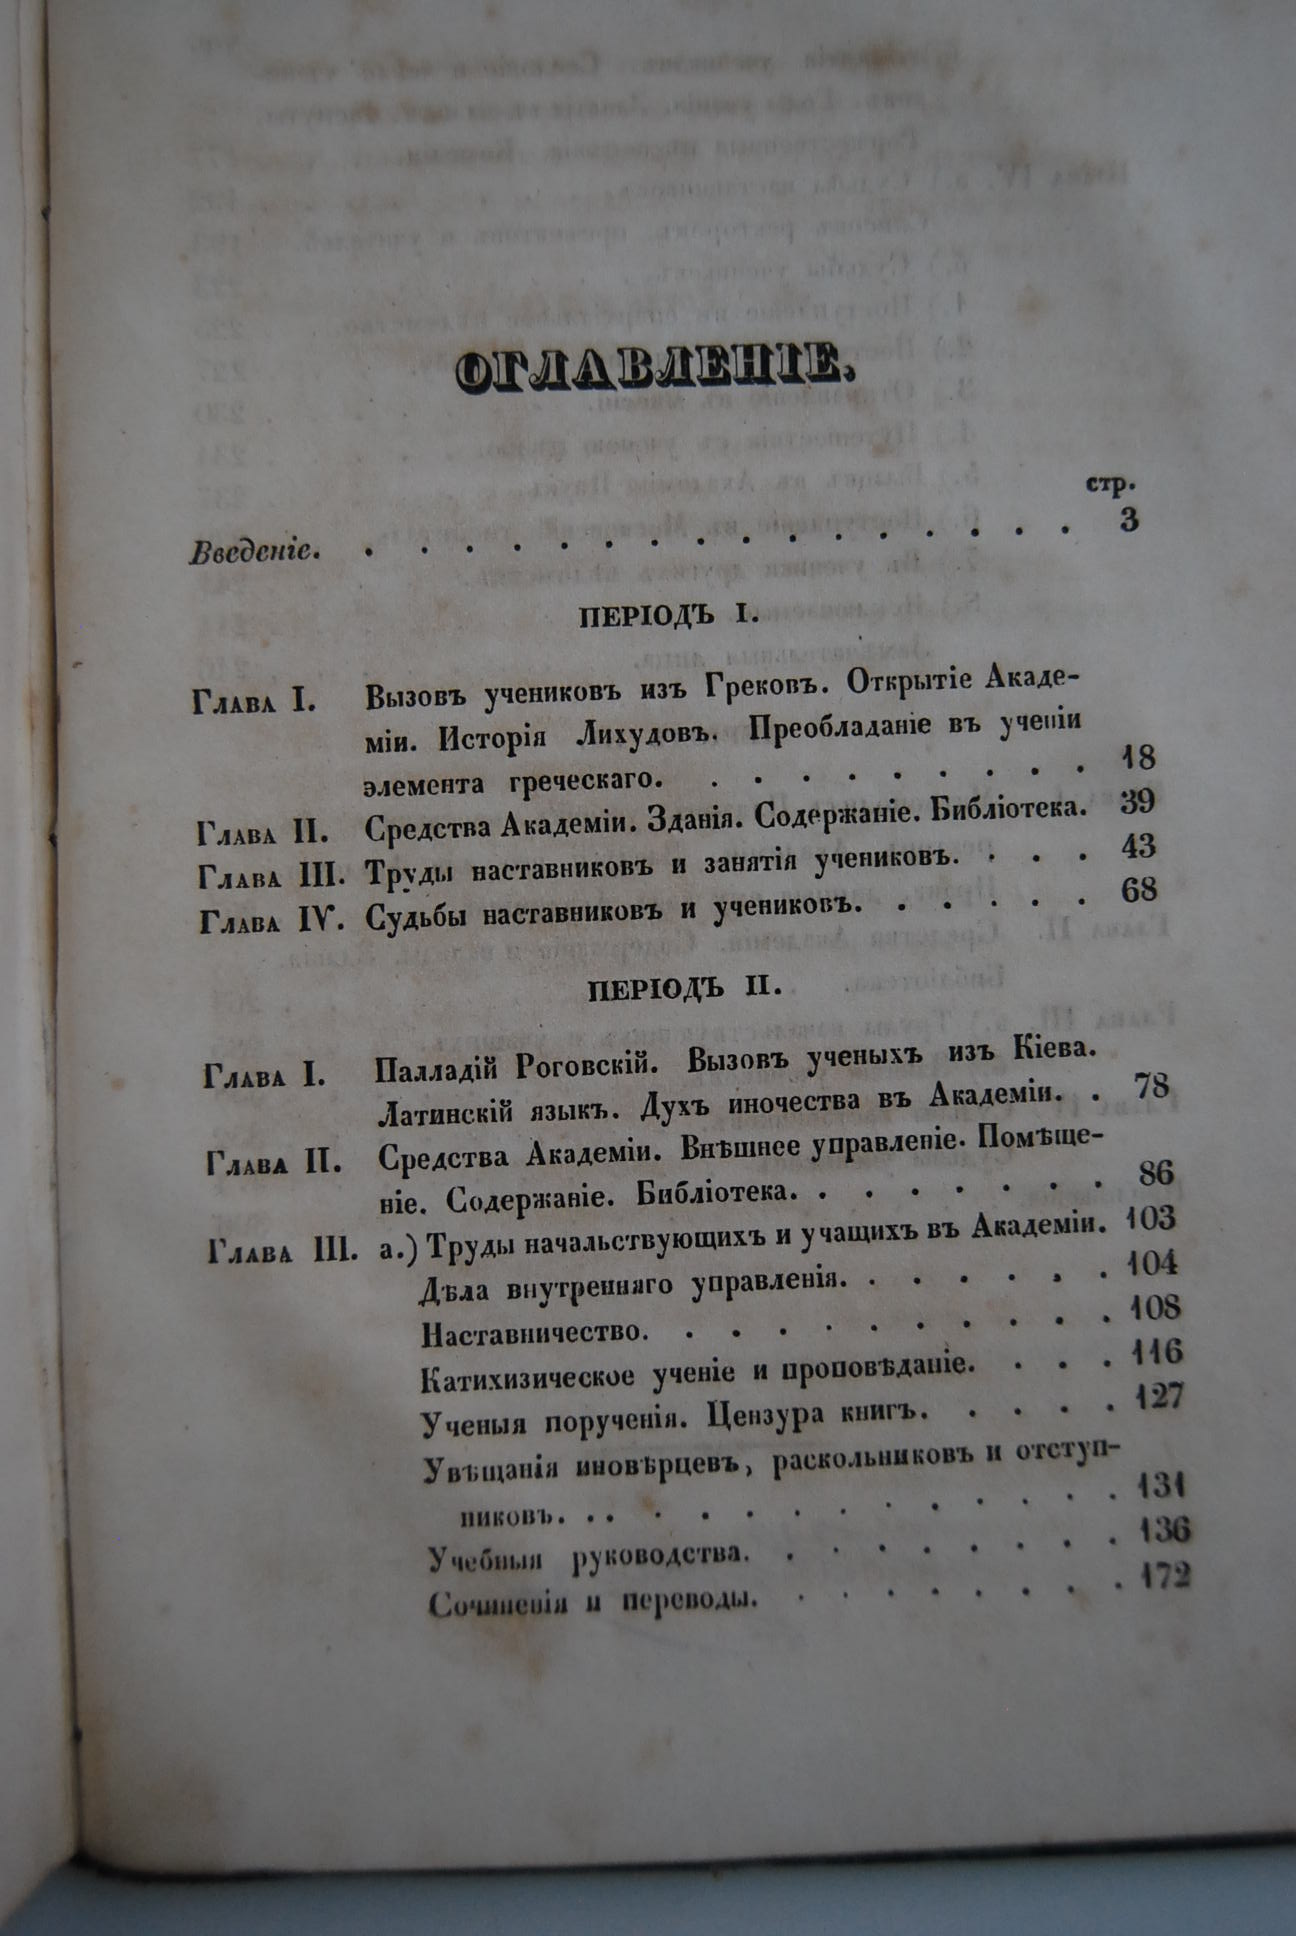 ОГЛАВЛЕНІЕ.
стр.
Введеніе. . . . . . . . . . . . . . . . . 3
ПЕРІОДЪ I.
Глава I. Вызовъ учениковъ изъ Грековъ. Открытіе Акаде-
міи. Исторія Лихудовъ. Преобладаніе въ ученіи
элемента греческаго. . . . . . . . . . 18
Глава II. Средства Академіи. Зданія. Содержаніе. Библіотека. 39
Глава III. Труды наставниковъ и занятія учениковъ. . . . 43
Глава IV. Судьбы наставниковъ и учениковъ. . . . . . 68
ПЕРІОДЪ II.
Глава I. Палладій Роговскій. Вызовъ ученыхъ изъ Кіева.
Латинскій языкъ. Духъ иночества въ Академіи. . 78
Глава II. Средства Академіи. Внѣшнее управленіе. Помѣще-
ніе. Содержаніе. Библіотека. . . . . . . . 86
Глава III. а.) Труды начальствующихъ и учащихъ въ Академіи. 103
Дѣла внутренняго управленія. . . . . . . 104
Наставничество. . . . . . . . . . . 108
Катихизическое ученіе и проповѣданіе. . . . 116
Ученыя порученія. Цензура книгъ. . . . . 127
Увѣщанія иновѣрцевъ, раскольниковъ и отступ-
никовъ. . . . . . . . . . . . . . 131
Учебныя руководства. . . . . . . . . 136
Сочиненія и переводы. . . . . . . . . 172